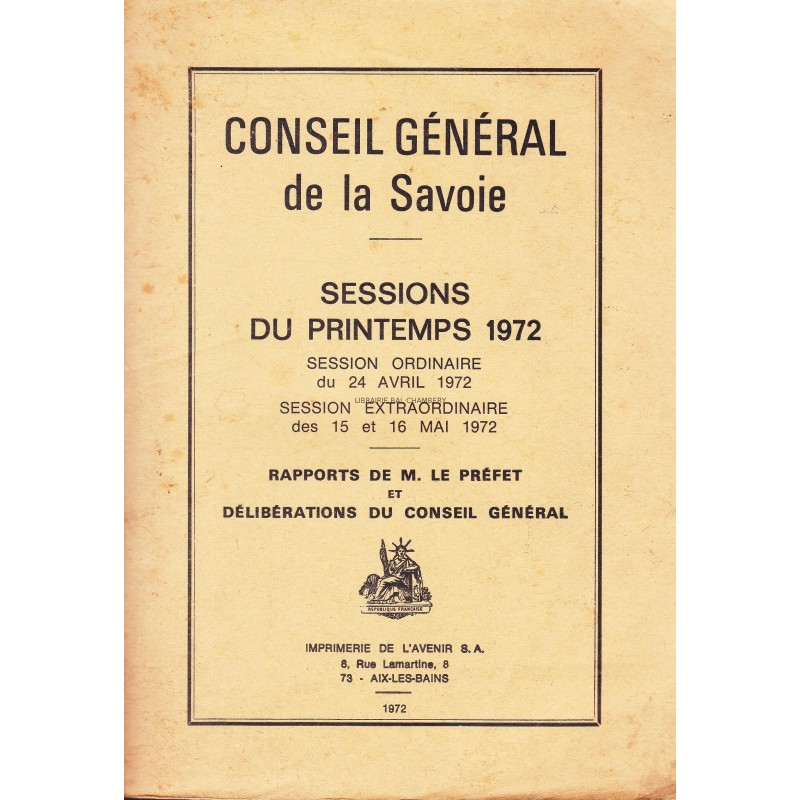 CONSEIL GÉNÉRAL
de la Savoie
SESSIONS
DU PRINTEMPS 1972
SESSION ORDINAIRE
du 24 AVRIL 1972
LIBRAIRIE BAL CHAMBERY
SESSION EXTRAORDINAIRE
des 15 et 16 MAI 1972
RAPPORTS DE M. LE PRÉFET
ET
DÉLIBÉRATIONS DU CONSEIL GÉNÉRAL
REPUBLIQUE FRANÇAISE
IMPRIMERIE DE L'AVENIR S.A.
8, Rue Lamartine, 8
73 - AIX-LES-BAINS
1972